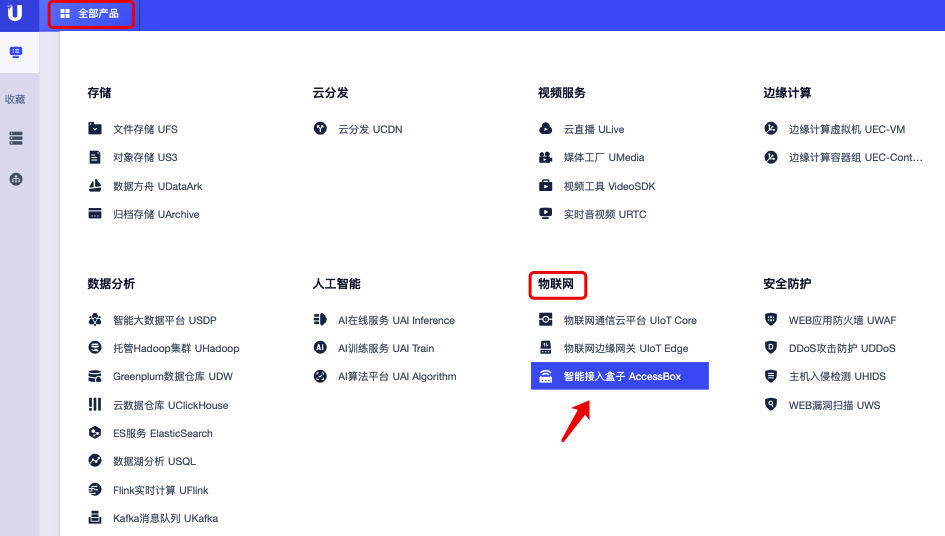 U
全部产品
收藏
存储
文件存储 UFS
对象存储 US3
数据方舟 UDataArk
归档存储 UArchive
云分发
云分发 UCDN
视频服务
云直播 ULive
媒体工厂 UMedia
视频工具 VideoSDK
实时音视频 URTC
边缘计算
边缘计算虚拟机 UEC-VM
边缘计算容器组 UEC-Cont...
数据分析
智能大数据平台 USDP
托管Hadoop集群 UHadoop
Greenplum数据仓库 UDW
云数据仓库 UClickHouse
ES服务 ElasticSearch
数据湖分析 USQL
Flink实时计算 UFlink
Kafka消息队列 UKafka
人工智能
AI在线服务 UAI Inference
AI训练服务 UAI Train
AI算法平台 UAI Algorithm
物联网
物联网通信云平台 UIoT Core
物联网边缘网关 UIoT Edge
智能接入盒子 AccessBox
安全防护
WEB应用防火墙 UWAF
DDoS攻击防护 UDDoS
主机入侵检测 UHIDS
WEB漏洞扫描 UWS